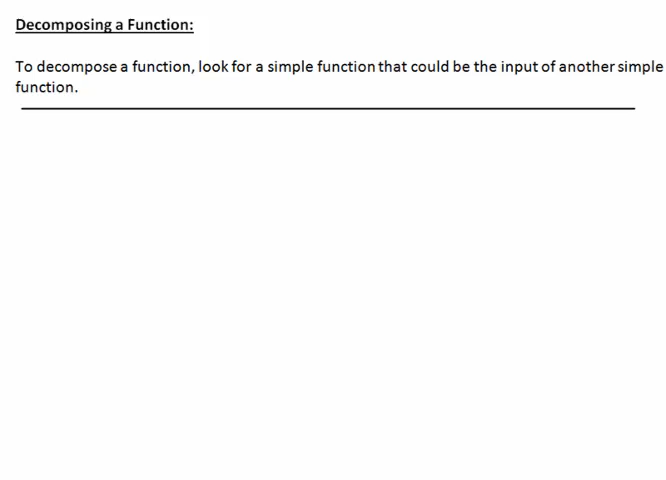 Decomposing a Function:
To decompose a function, look for a simple function that could be the input of another simple
function.